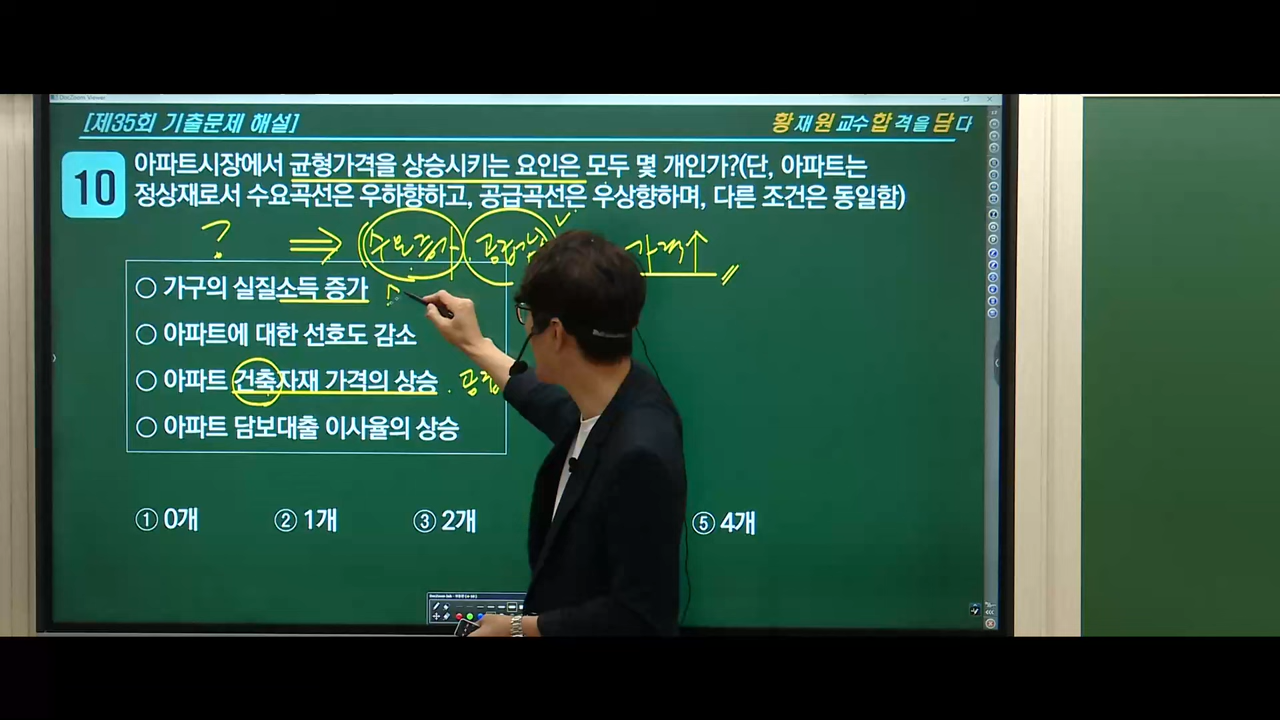 [제35회 기출문제 해설]
황재원 교수 합격을 담다
10
아파트시장에서 균형가격을 상승시키는 요인은 모두 몇 개인가?(단, 아파트는
정상재로서 수요곡선은 우하향하고, 공급곡선은 우상향하며, 다른 조건은 동일함)
? ⇒ 수요증가 공급 가격↑
○ 가구의 실질소득 증가
○ 아파트에 대한 선호도 감소
○ 아파트 건축자재 가격의 상승
○ 아파트 담보대출 이사율의 상승
① 0개 ② 1개 ③ 2개 ⑤ 4개